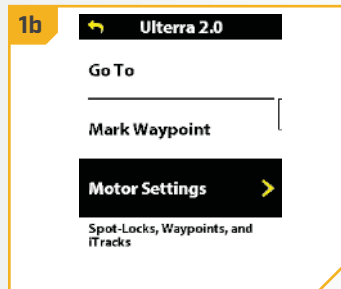 1b
Ulterra 2.0
Go To
Mark Waypoint
Motor Settings
Spot-Locks, Waypoints, and
iTracks